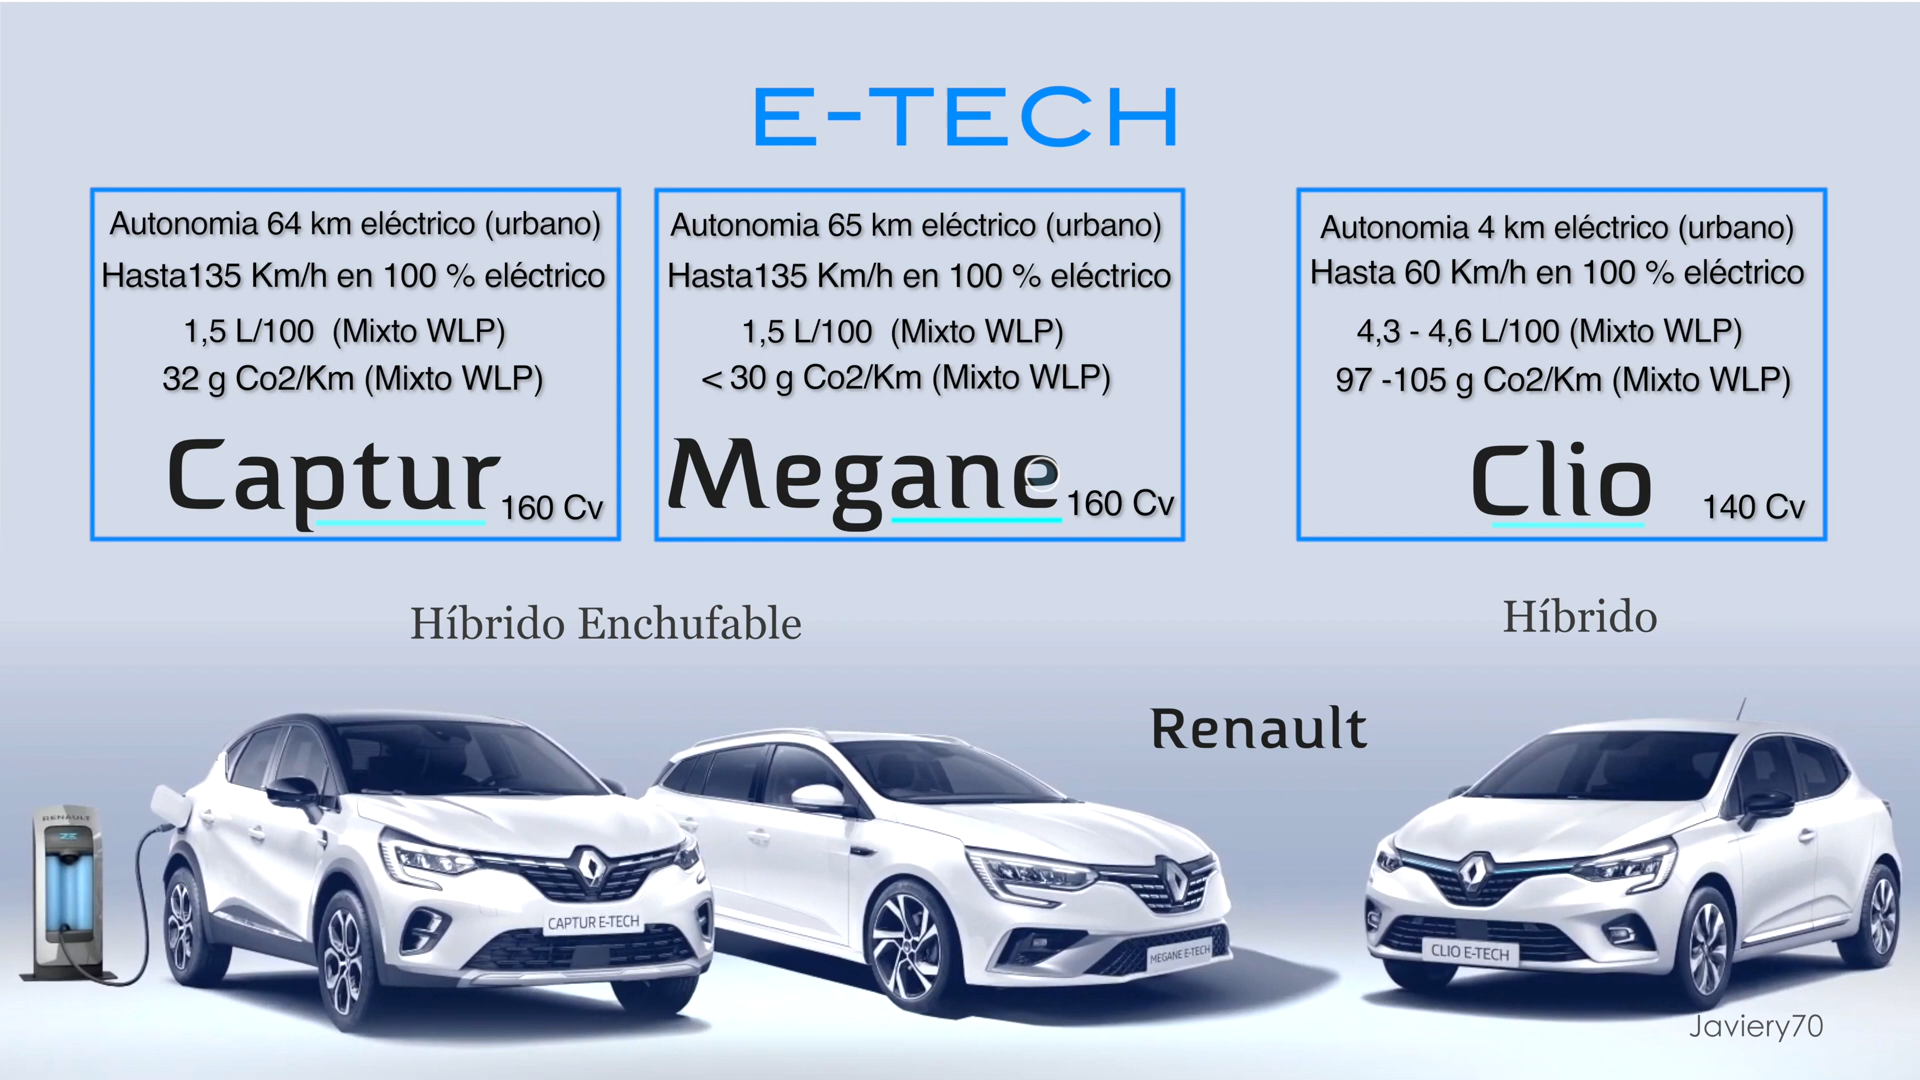 E-TECH
Autonomia 64 km eléctrico (urbano)
Hasta135 Km/h en 100 % eléctrico
1,5 L/100 (Mixto WLP)
32 g Co2/Km (Mixto WLP)
Captur 160 Cv
Autonomia 65 km eléctrico (urbano)
Hasta135 Km/h en 100 % eléctrico
1,5 L/100 (Mixto WLP)
< 30 g Co2/Km (Mixto WLP)
Megane 160 Cv
Autonomia 4 km eléctrico (urbano)
Hasta 60 Km/h en 100 % eléctrico
4,3 - 4,6 L/100 (Mixto WLP)
97 -105 g Co2/Km (Mixto WLP)
Clio 140 Cv
Híbrido Enchufable
Híbrido
Renault
RENAULT
CAPTUR E-TECH
MEGANE E-TECH
CLIO E-TECH
Javiery70